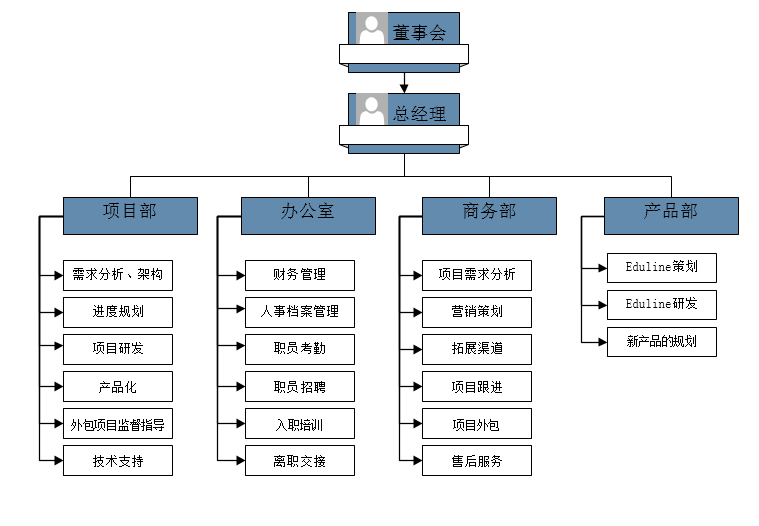 董事会
总经理
项目部
办公室
商务部
产品部
需求分析、架构
进度规划
项目研发
产品化
外包项目监督指导
技术支持
财务管理
人事档案管理
职员考勤
职员招聘
入职培训
离职交接
项目需求分析
营销策划
拓展渠道
项目跟进
项目外包
售后服务
Eduline策划
Eduline研发
新产品的规划